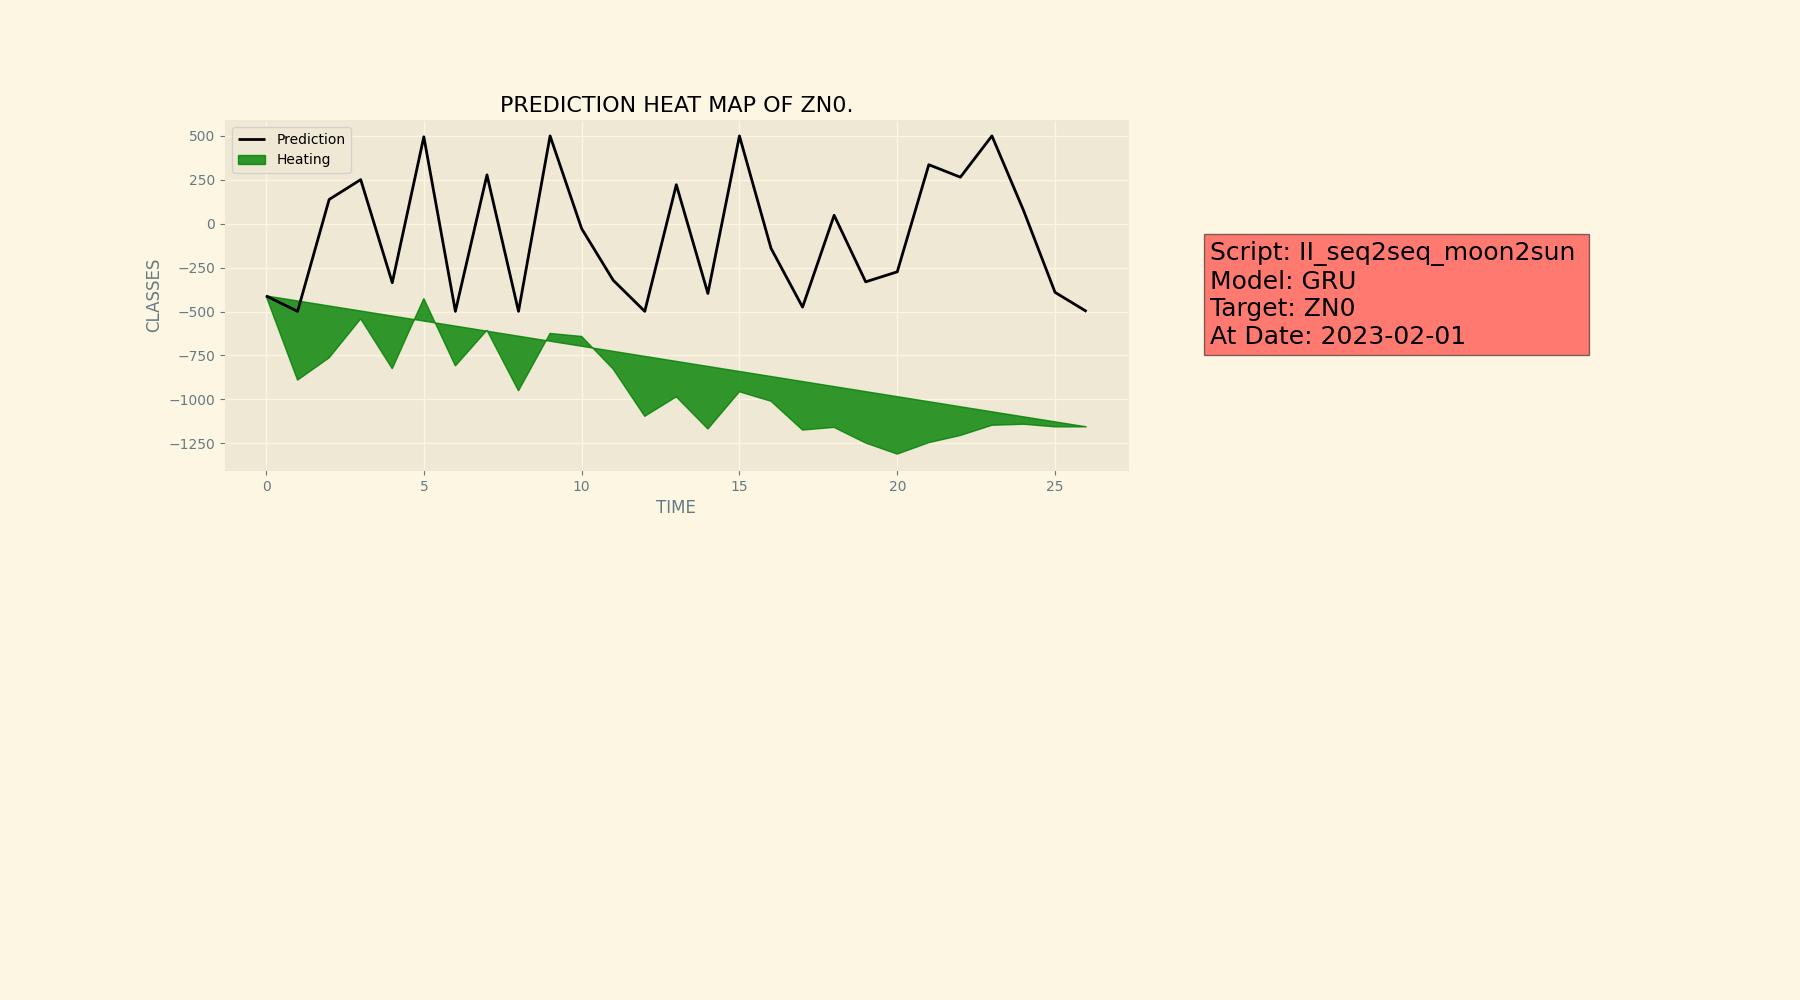 PREDICTION HEAT MAP OF ZN0.
Prediction
Heating
500
250
0
−250
−500
−750
−1000
−1250
CLASSES
0 5 10 15 20 25
TIME
Script: II_seq2seq_moon2sun
Model: GRU
Target: ZN0
At Date: 2023-02-01